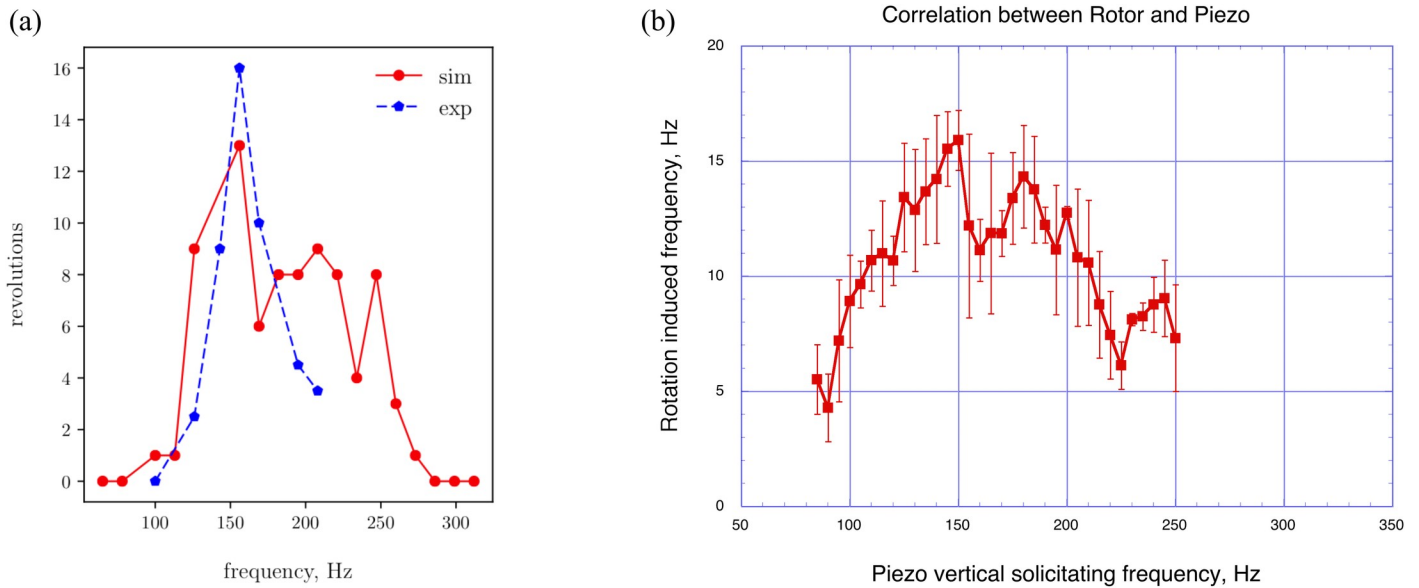 (a)
16
14
12
10
8
6
4
2
0
revolutions
sim
exp
100 150 200 250 300
frequency, Hz
(b)
Correlation between Rotor and Piezo
20
15
10
5
0
Rotation induced frequency, Hz
50 100 150 200 250 300 350
Piezo vertical solicitating frequency, Hz